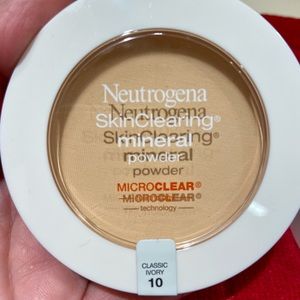 Neutrogena
SkinClearing®
mineral
powder
MICROCLEAR®
technology
CLASSIC
IVORY
10